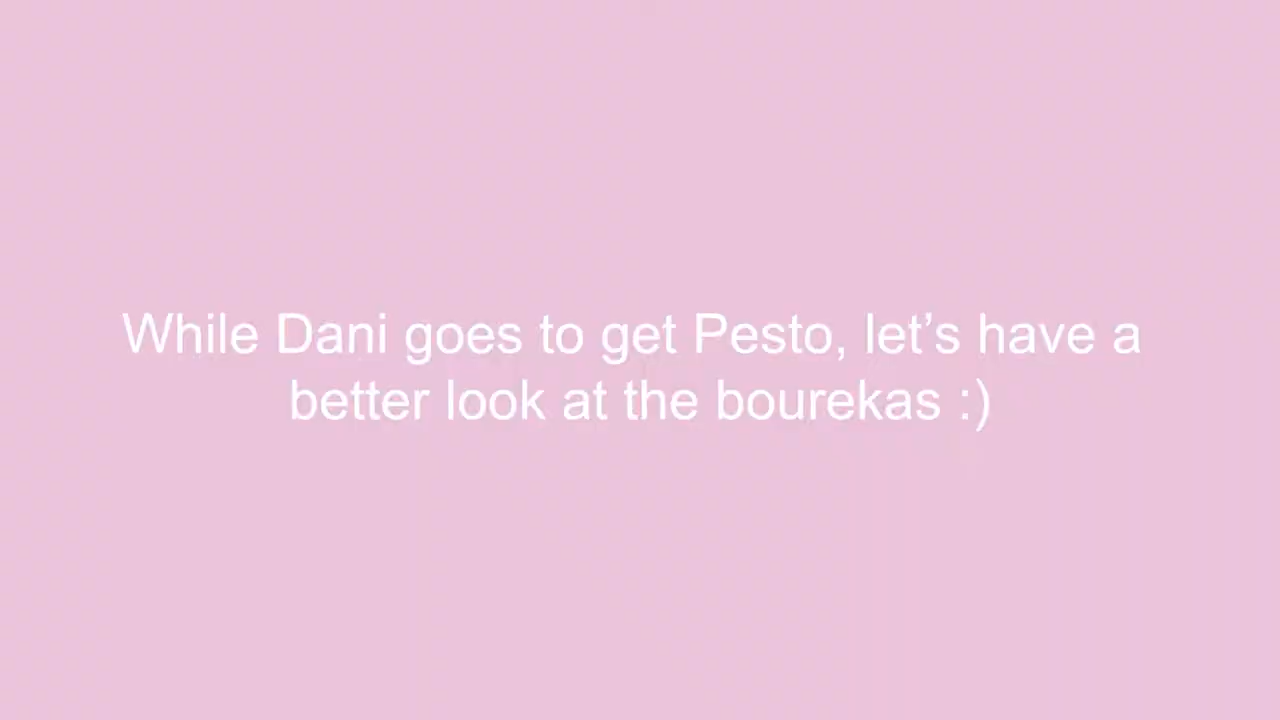 While Dani goes to get Pesto, let’s have a
better look at the bourekas :)